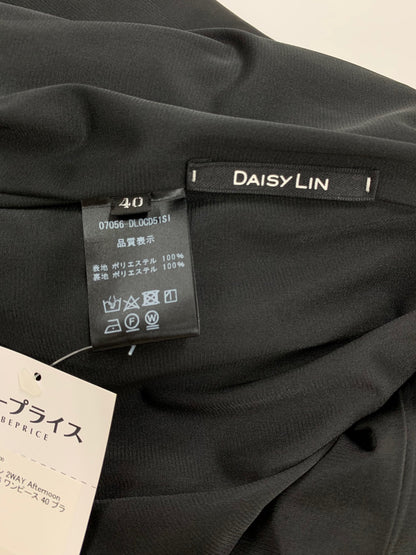 DAISY LIN
40
07056 DLOCD51SI
品質表示
表地 ポリエステル 100%
裏地 ポリエステル 100%
プライス
BEPRICE
2WAY Afternoon
ワンピース 40 ブラ